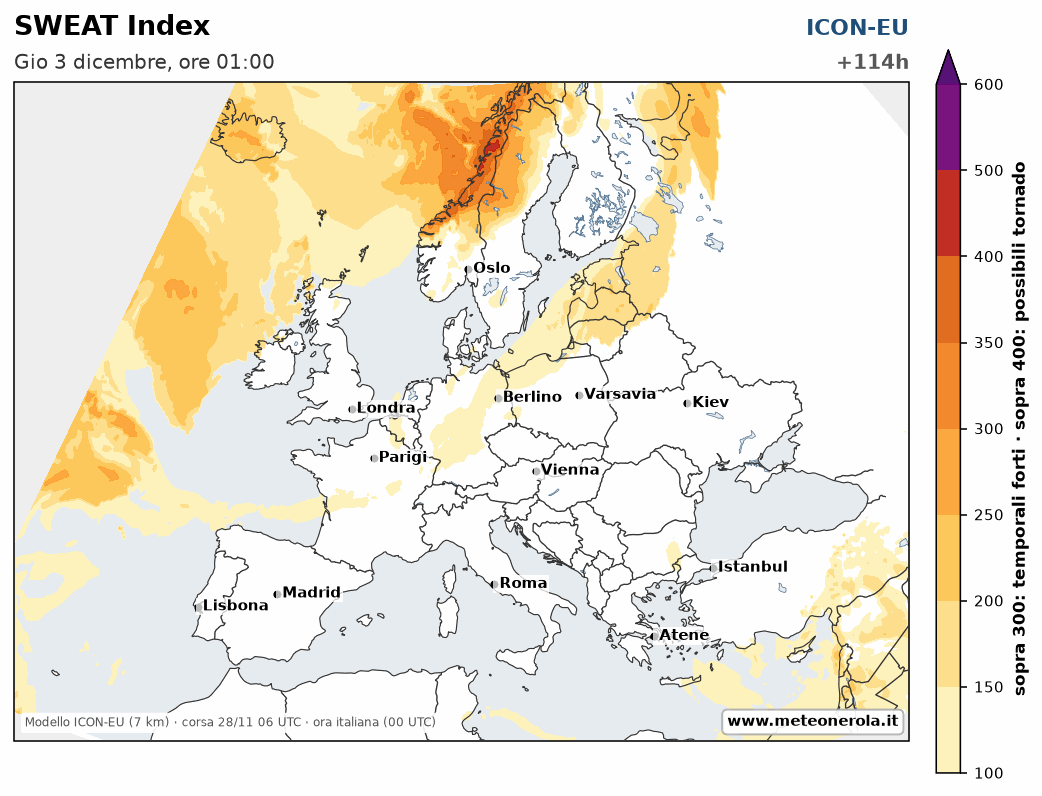 SWEAT Index
ICON-EU
Gio 3 dicembre, ore 01:00
+114h
Oslo
Berlino
Varsavia
Kiev
Londra
Parigi
Vienna
Istanbul
Roma
Madrid
Lisbona
Atene
Modello ICON-EU (7 km) · corsa 28/11 06 UTC · ora italiana (00 UTC)
www.meteonerola.it
600
500
400
350
300
250
200
150
100
sopra 300: temporali forti · sopra 400: possibili tornado